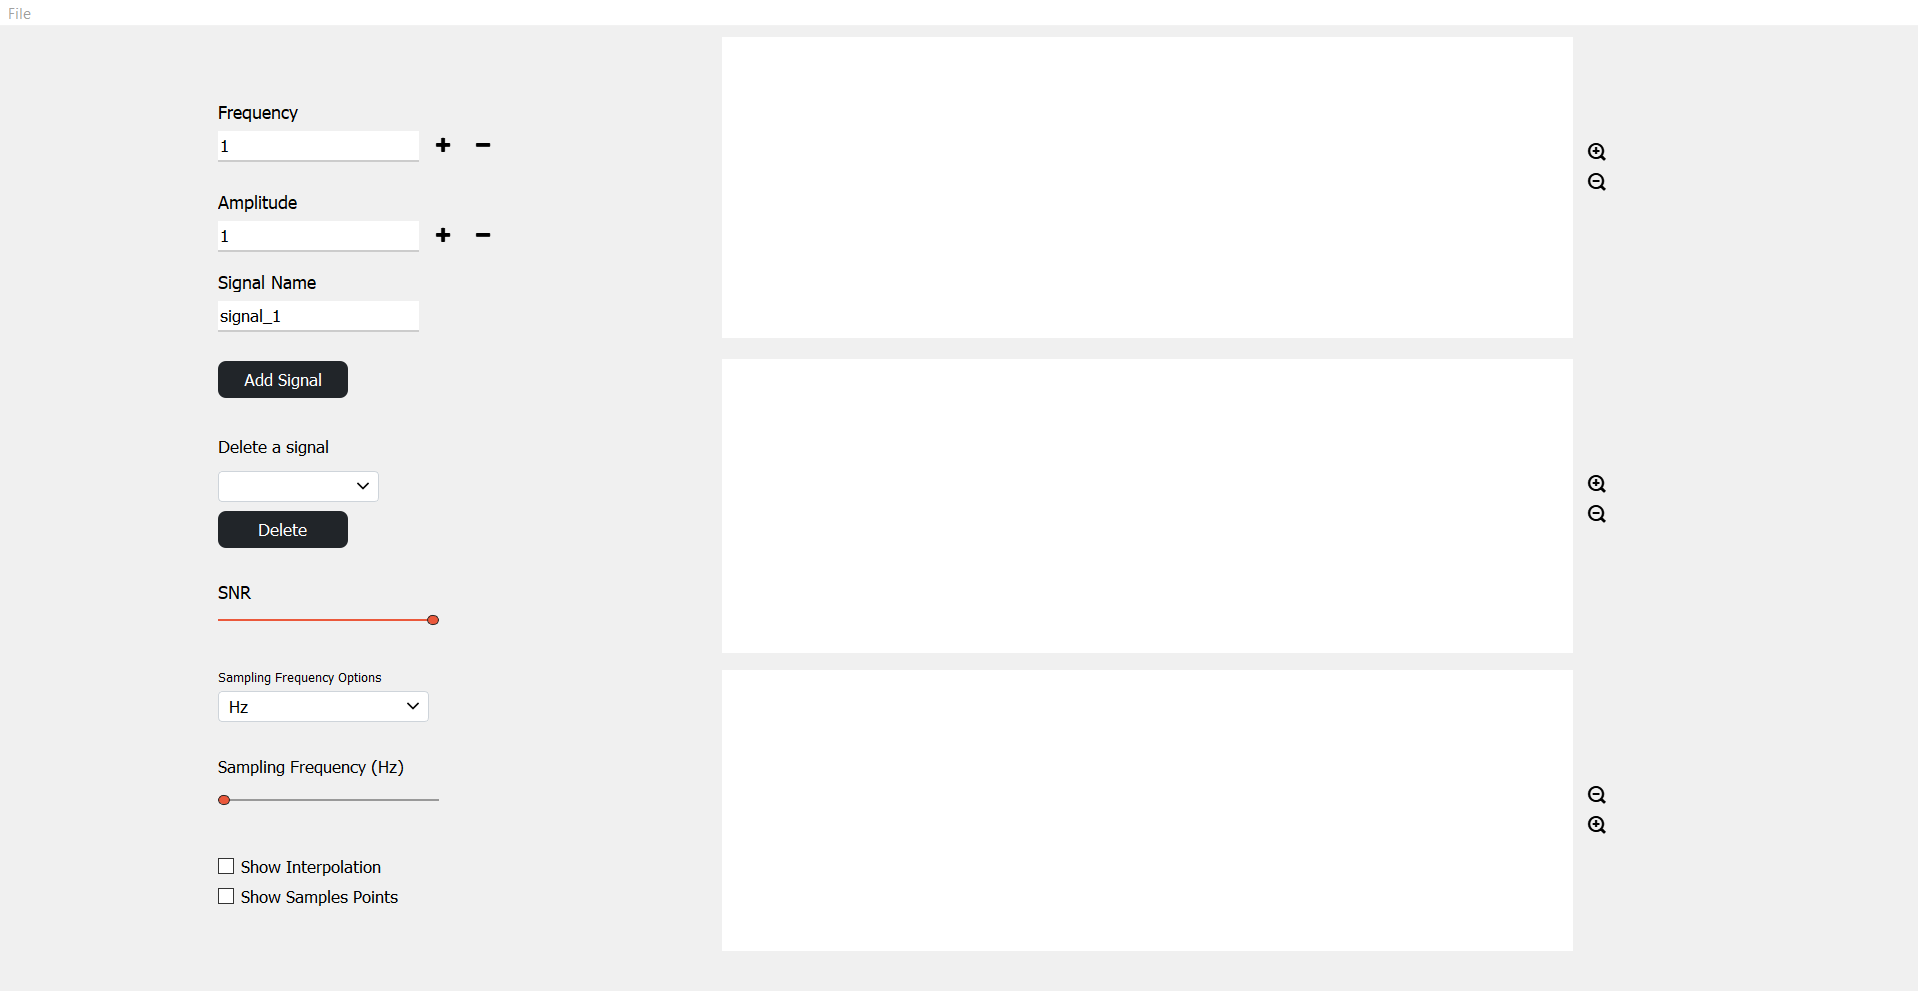 File
Frequency
1
Amplitude
1
Signal Name
signal_1
Add Signal
Delete a signal
Delete
SNR
Sampling Frequency Options
Hz
Sampling Frequency (Hz)
Show Interpolation
Show Samples Points